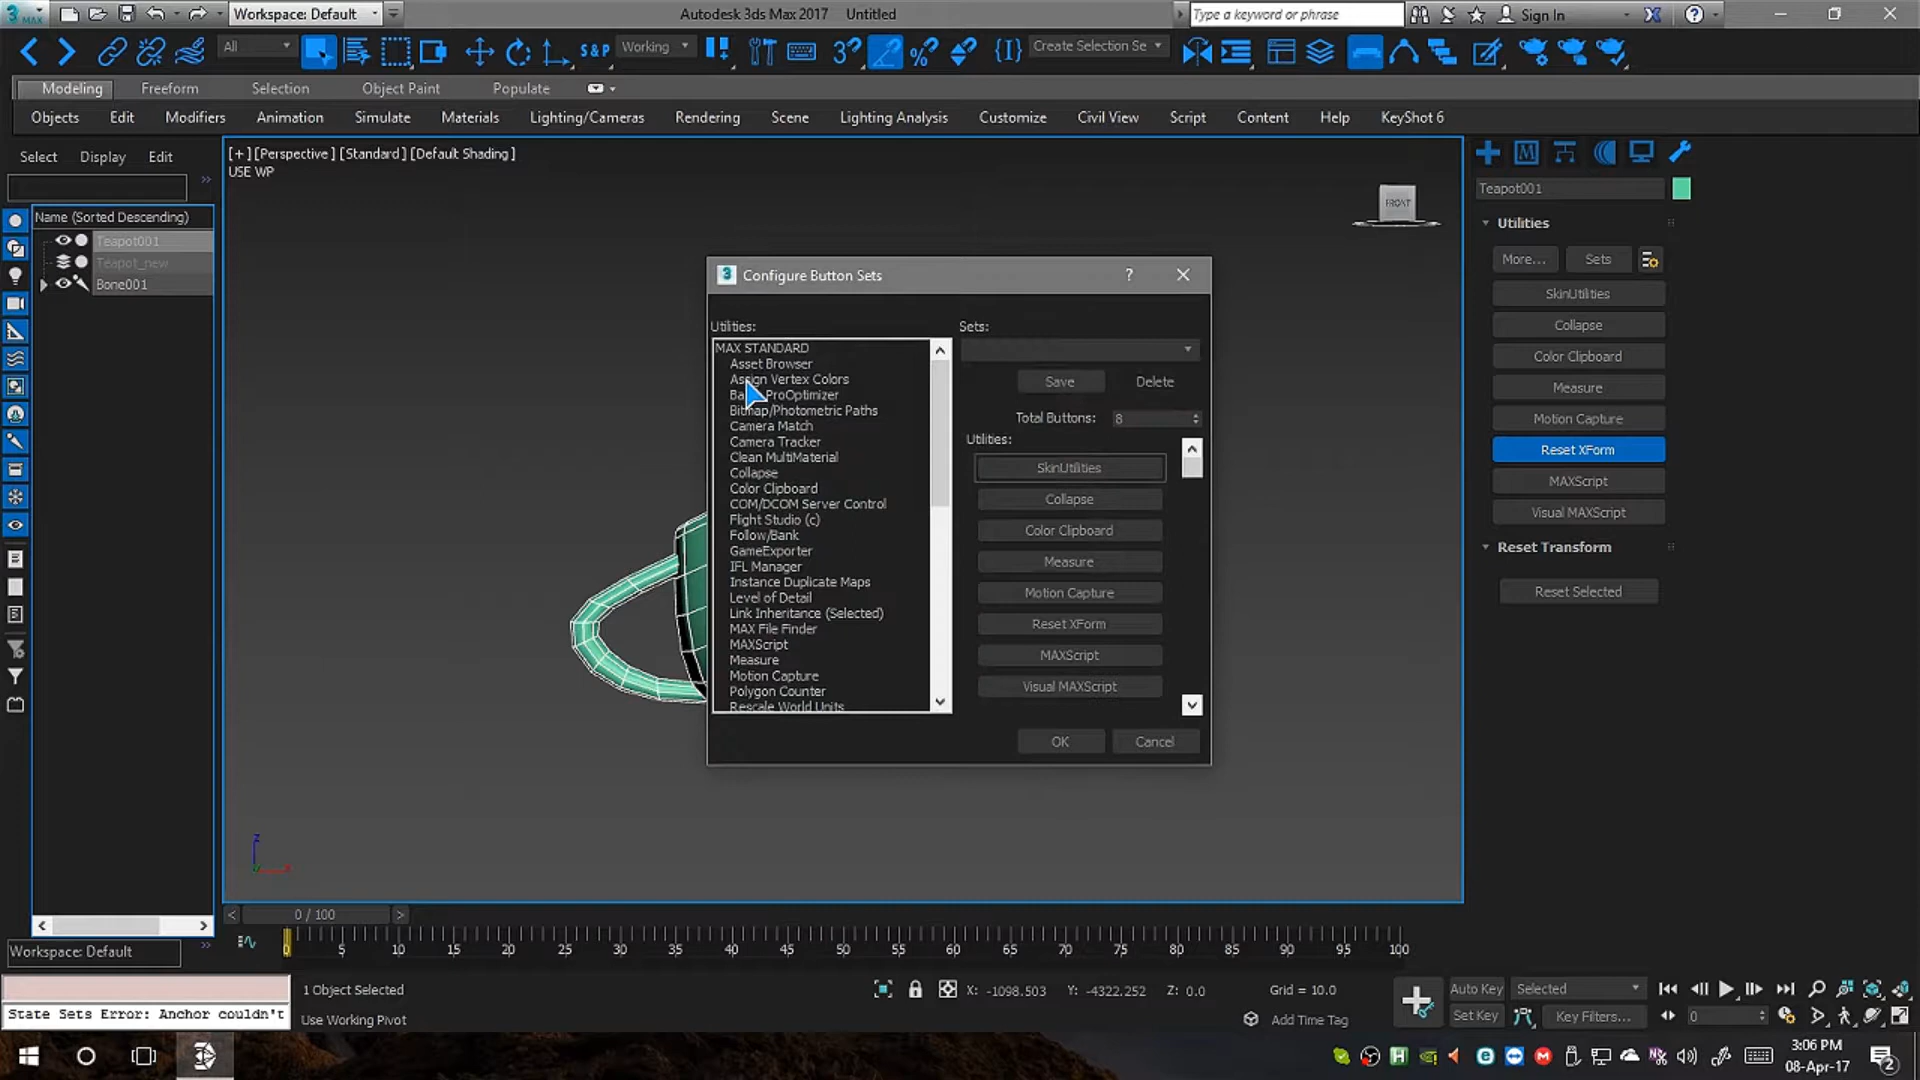 MAX
Workspace: Default
Autodesk 3ds Max 2017 Untitled
Type a keyword or phrase
Sign In
All
S&P
Working
Create Selection Se
Modeling
Freeform
Selection
Object Paint
Populate
Objects
Edit
Modifiers
Animation
Simulate
Materials
Lighting/Cameras
Rendering
Scene
Lighting Analysis
Customize
Civil View
Script
Content
Help
KeyShot 6
Select
Display
Edit
Name (Sorted Descending)
Teapot001
Teapot_new
Bone001
[+] [Perspective] [Standard] [Default Shading]
USE WP
FRONT
Configure Button Sets
?
Utilities:
MAX STANDARD
Asset Browser
Assign Vertex Colors
ProOptimizer
Bitmap/Photometric Paths
Camera Match
Camera Tracker
Clean MultiMaterial
Collapse
Color Clipboard
COM/DCOM Server Control
Flight Studio (c)
Follow/Bank
GameExporter
IFL Manager
Instance Duplicate Maps
Level of Detail
Link Inheritance (Selected)
MAX File Finder
MAXScript
Measure
Motion Capture
Polygon Counter
Rescale World Units
Sets:
Save
Delete
Total Buttons: 8
Utilities:
SkinUtilities
Collapse
Color Clipboard
Measure
Motion Capture
Reset XForm
MAXScript
Visual MAXScript
OK
Cancel
Teapot001
Utilities
More...
Sets
SkinUtilities
Collapse
Color Clipboard
Measure
Motion Capture
Reset XForm
MAXScript
Visual MAXScript
Reset Transform
Reset Selected
z
x
0 / 100
0 5 10 15 20 25 30 35 40 45 50 55 60 65 70 75 80 85 90 95 100
Workspace: Default
State Sets Error: Anchor couldn't
1 Object Selected
Use Working Pivot
X: -1098.503
Y: -4322.252
Z: 0.0
Grid = 10.0
Add Time Tag
Auto Key
Selected
Set Key
Key Filters...
0
3:06 PM
08-Apr-17
2